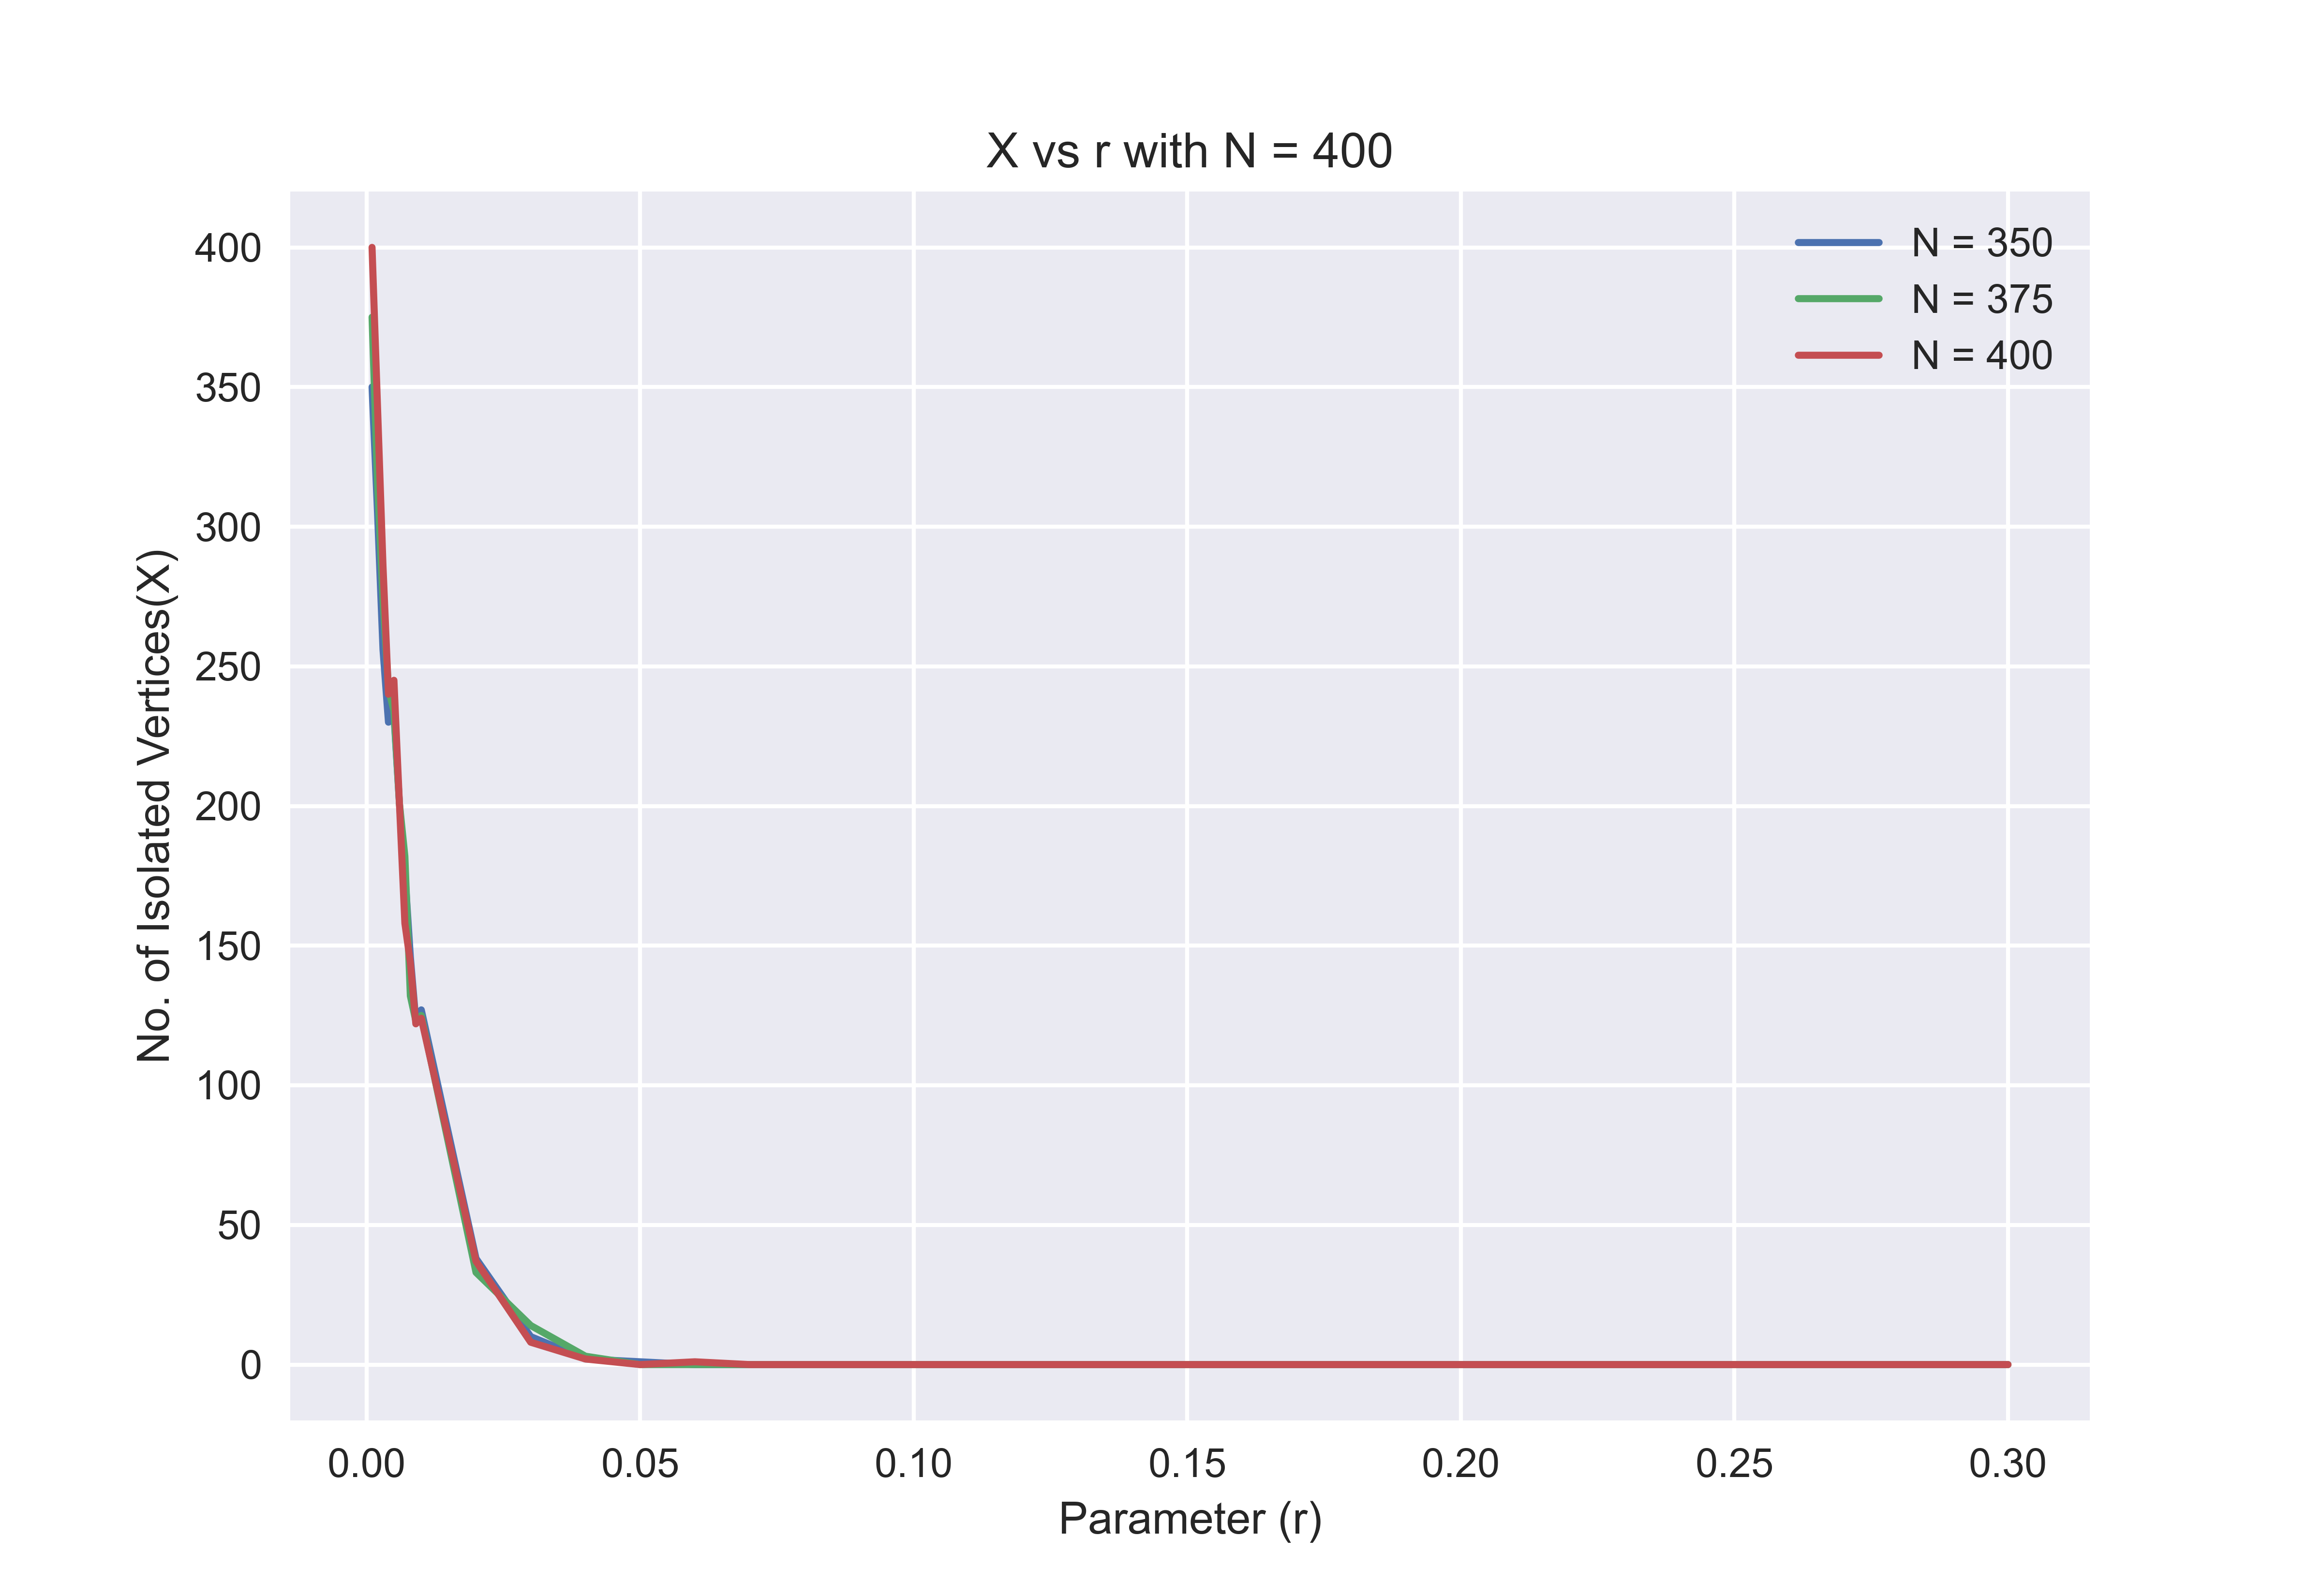 X vs r with N = 400
N = 350
N = 375
N = 400
No. of Isolated Vertices(X)
400
350
300
250
200
150
100
50
0
0.00 0.05 0.10 0.15 0.20 0.25 0.30
Parameter (r)